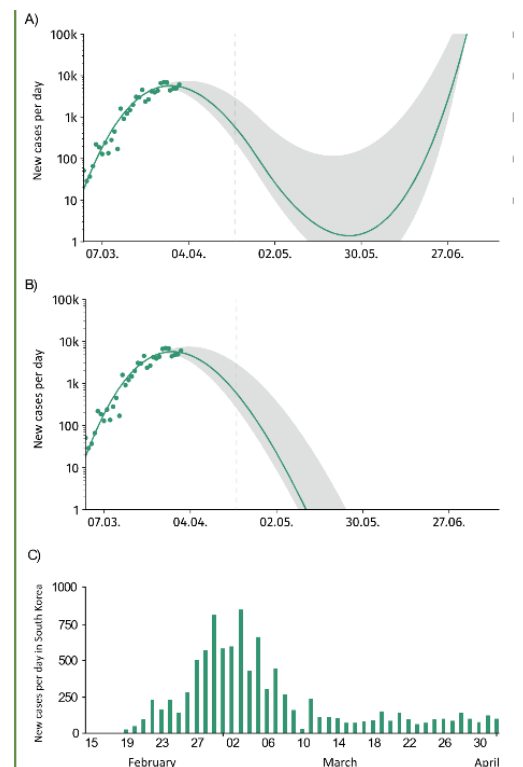 A)
100k
10k
1k
100
10
1
New cases per day
07.03. 04.04. 02.05. 30.05. 27.06.
B)
100k
10k
1k
100
10
1
New cases per day
07.03. 04.04. 02.05. 30.05. 27.06.
C)
1000
750
500
250
0
New cases per day in South Korea
15 19 23 27 02 06 10 14 18 22 26 30
February March April